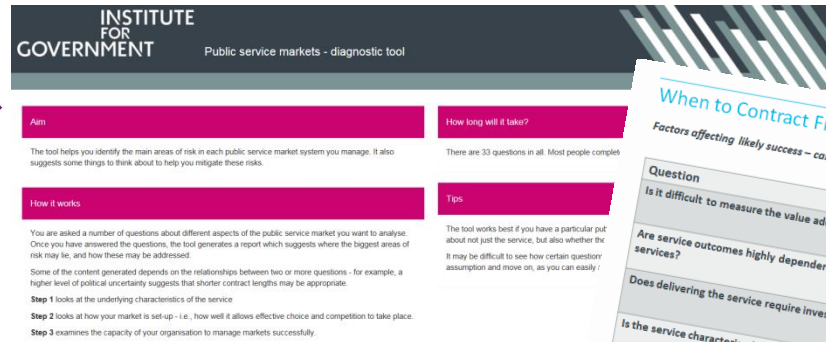 INSTITUTE
FOR
GOVERNMENT
Public service markets - diagnostic tool
Aim
The tool helps you identify the main areas of risk in each public service market system you manage. It also
suggests some things to think about to help you mitigate these risks.
How it works
You are asked a number of questions about different aspects of the public service market you want to analyse.
Once you have answered the questions, the tool generates a report which suggests where the biggest areas of
risk may lie, and how these may be addressed.
Some of the content generated depends on the relationships between two or more questions - for example, a
higher level of political uncertainty suggests that shorter contract lengths may be appropriate.
Step 1 looks at the underlying characteristics of the service
Step 2 looks at how your market is set-up - i.e., how well it allows effective choice and competition to take place.
Step 3 examines the capacity of your organisation to manage markets successfully.
How long will it take?
There are 33 questions in all. Most people
Tips
The tool works best if you have a particular
about not just the service, but also whether the
It may be difficult to see how certain
assumption and move on, as you can easily
When to Contract
Factors affecting likely success –
Question
Is it difficult to measure the value
Are service outcomes highly
services?
Does delivering the service require
Is the service